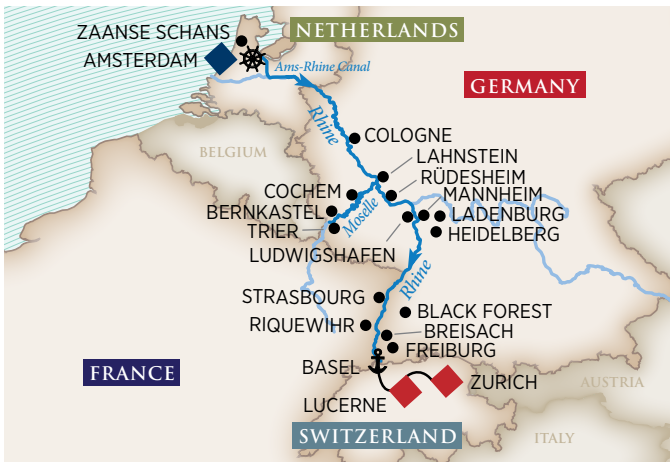 ZAANSE SCHANS
NETHERLANDS
AMSTERDAM
Ams-Rhine Canal
GERMANY
Rhine
COLOGNE
BELGIUM
LAHNSTEIN
RÜDESHEIM
COCHEM
MANNHEIM
BERNKASTEL
Moselle
LADENBURG
TRIER
HEIDELBERG
LUDWIGSHAFEN
Rhine
STRASBOURG
BLACK FOREST
RIQUEWIHR
BREISACH
FREIBURG
BASEL
FRANCE
ZURICH
AUSTRIA
LUCERNE
SWITZERLAND
ITALY